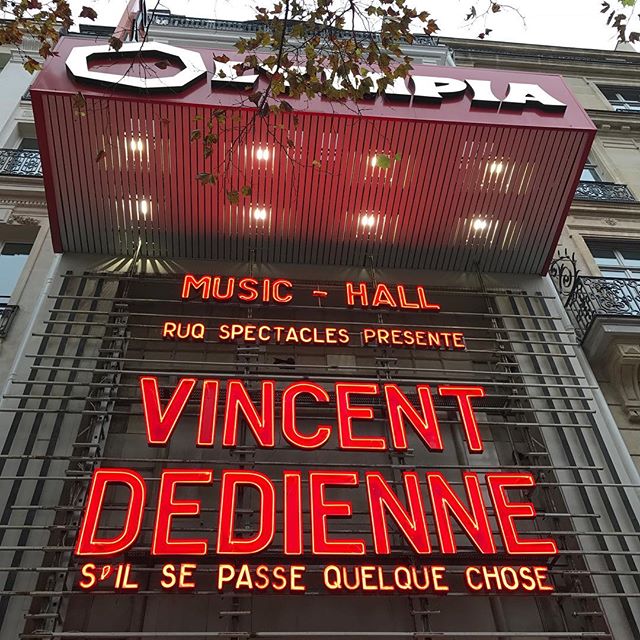 OLYMPIA
MUSIC - HALL
RUQ SPECTACLES PRESENTE
VINCENT
DEDIENNE
S'IL SE PASSE QUELQUE CHOSE